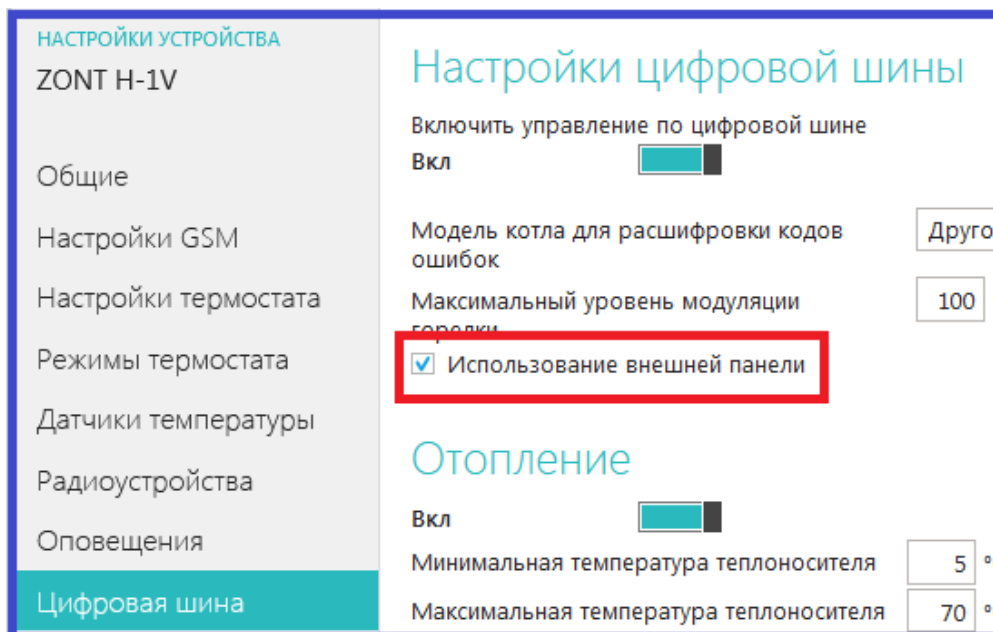 НАСТРОЙКИ УСТРОЙСТВА
ZONT H-1V
Общие
Настройки GSM
Настройки термостата
Режимы термостата
Датчики температуры
Радиоустройства
Оповещения
Цифровая шина
Настройки цифровой шины
Включить управление по цифровой шине
Вкл
Модель котла для расшифровки кодов Друго
ошибок
Максимальный уровень модуляции 100
горелки
Использование внешней панели
Отопление
Вкл
Минимальная температура теплоносителя 5 °
Максимальная температура теплоносителя 70 °